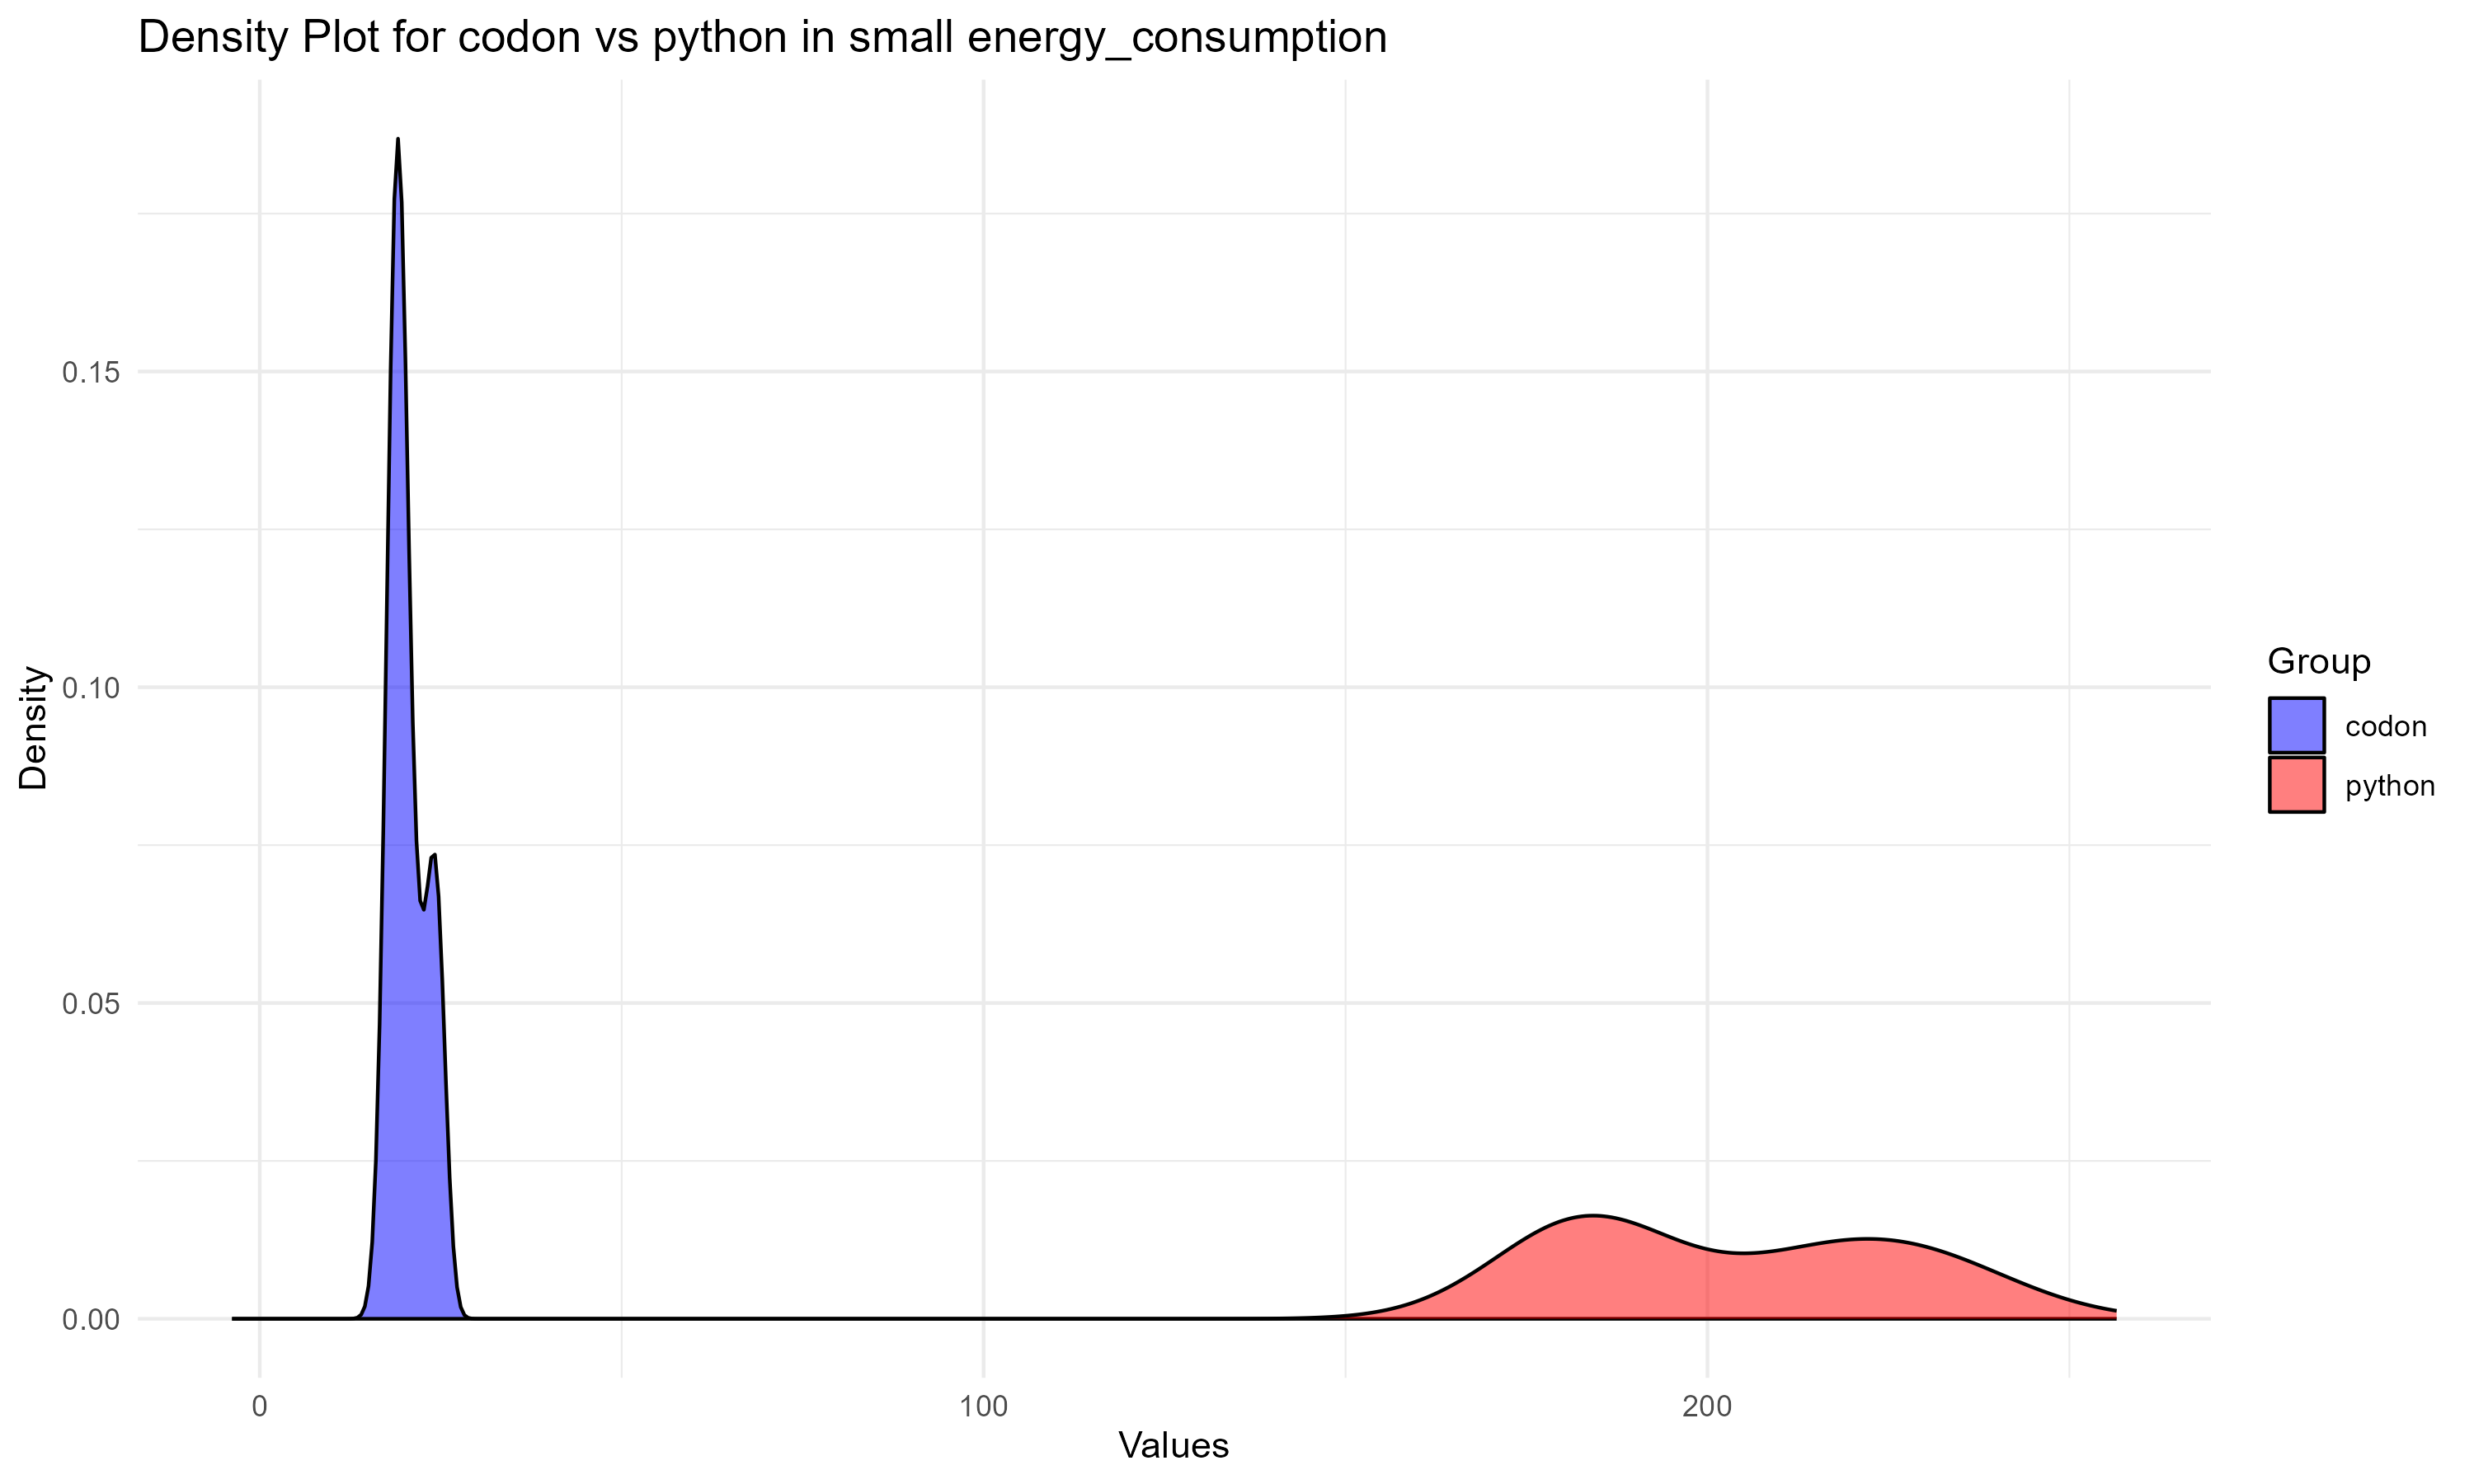 Density Plot for codon vs python in small energy_consumption
Density
0.15
0.10
0.05
0.00
0
100
200
Values
Group
codon
python